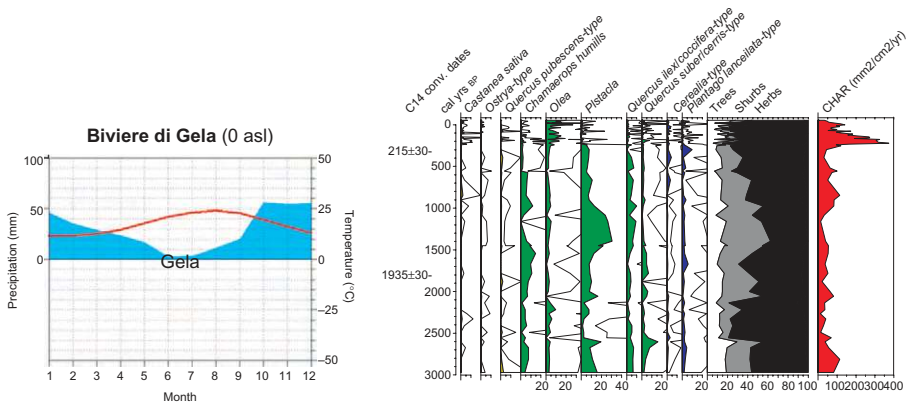 Biviere di Gela (0 asl)
Precipitation (mm)
100
50
0
50
25
0
−25
−50
Temperature (°C)
Gela
1 2 3 4 5 6 7 8 9 10 11 12
Month
C14 conv. dates
cal yrs BP
Castanea sativa
Ostrya-type
Quercus pubescens-type
Chamaerops humills
Olea
Pistacia
Quercus ilex/coccifera-type
Quercus suber/cerris-type
Cerealia-type
Plantago lanceilata-type
Trees
Shurbs
Herbs
CHAR (mm2/cm2/yr)
0
215±30-
500
1000
1500
1935±30-
2000
2500
3000
20 20 20 40 20 20 20 40 60 80 100 100 200 300 400